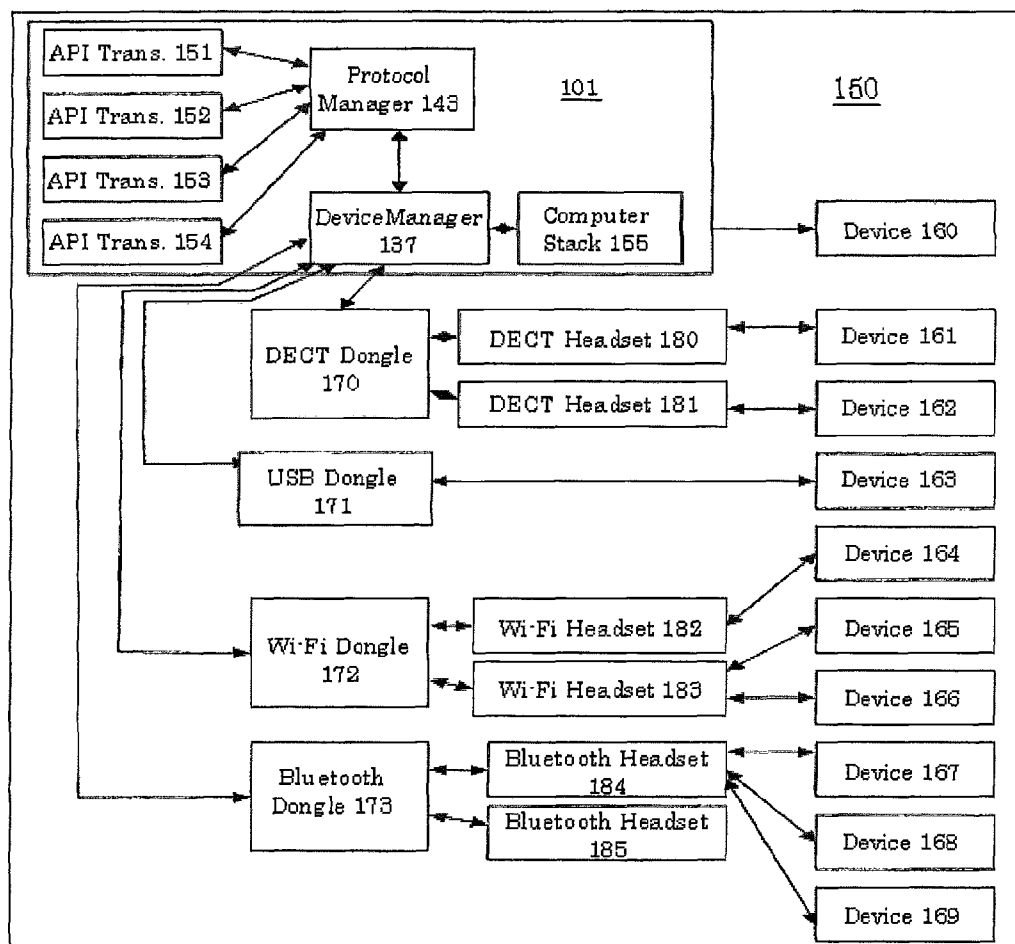 API Trans. 151
API Trans. 152
API Trans. 153
API Trans. 154
Protocol
Manager 143
101
150
DeviceManager
137
Computer
Stack 155
Device 160
DECT Dongle
170
DECT Headset 180
DECT Headset 181
Device 161
Device 162
USB Dongle
171
Device 163
Wi-Fi Dongle
172
Wi-Fi Headset 182
Wi-Fi Headset 183
Device 164
Device 165
Device 166
Bluetooth
Dongle 173
Bluetooth Headset
184
Bluetooth Headset
185
Device 167
Device 168
Device 169